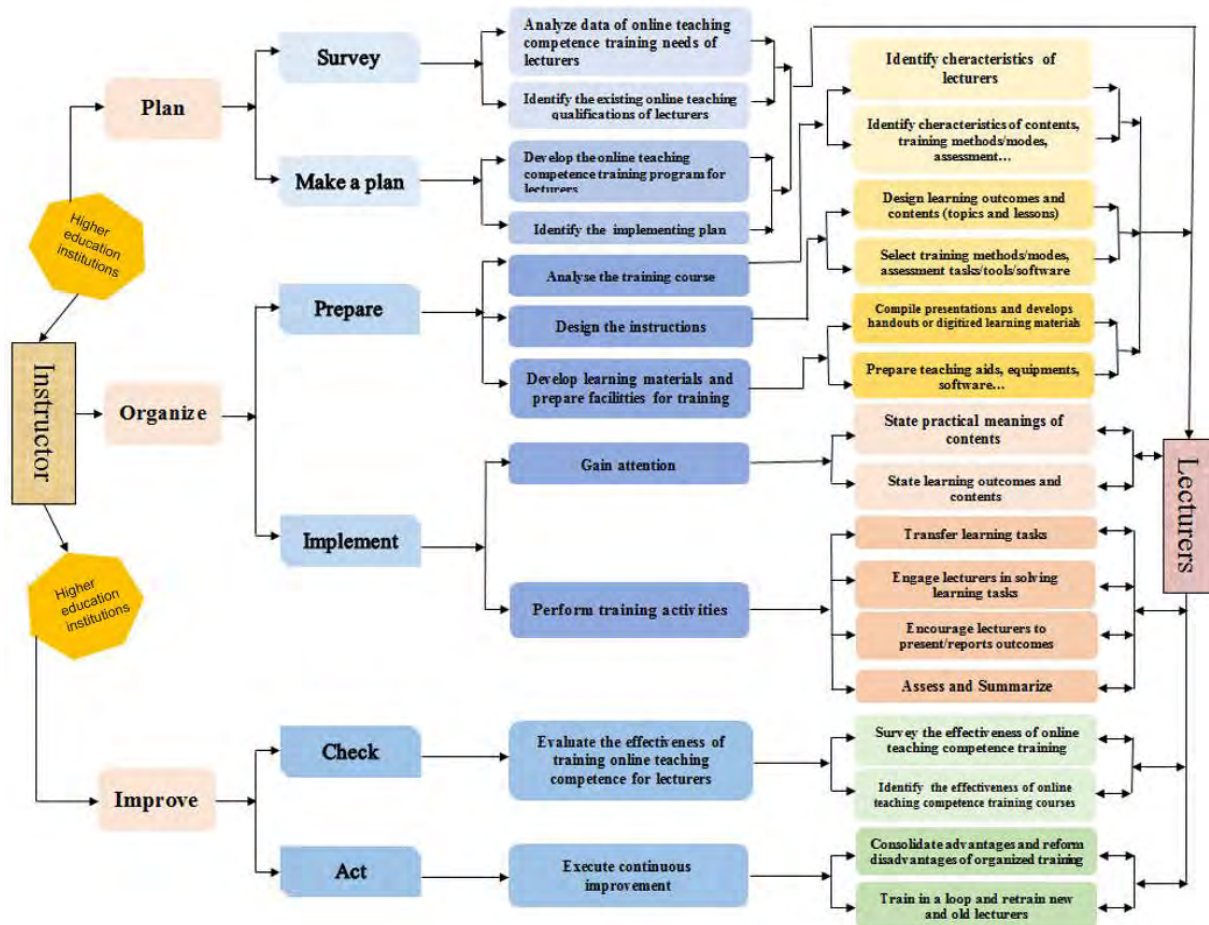 Plan
Survey
Analyze data of online teaching
competence training needs of
lecturers
Identify the existing online teaching
qualifications of lecturers
Make a plan
Develop the online teaching
competence training program for
lecturers
Identify the implementing plan
Higher
education
institutions
Instructor
Organize
Prepare
Analyse the training course
Design the instructions
Develop learning materials and
prepare facilitties for training
Identify cheracteristics of
lecturers
Identify cheracteristics of contents,
training methods/modes,
assessment...
Design learning outcomes and
contents (topics and lessons)
Select training methods/modes,
assessment tasks/tools/software
Compile presentations and develops
handouts or digitized learning materials
Prepare teaching aids, equipments,
software...
Implement
Gain attention
State practical meanings of
contents
State learning outcomes and
contents
Perform training activities
Transfer learning tasks
Engage lecturers in solving
learning tasks
Encourage lecturers to
present/reports outcomes
Assess and Summarize
Lecturers
Higher
education
institutions
Improve
Check
Evaluate the effectiveness of
training online teaching
competence for lecturers
Survey the effectiveness of online
teaching competence training
Identify the effectiveness of online
teaching competence training courses
Act
Execute continuous
improvement
Consolidate advantages and reform
disadvantages of organized training
Train in a loop and retrain new
and old lecturers